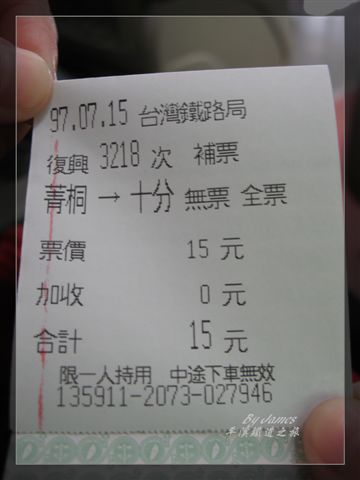 97.07.15 台灣鐵路局
復興 3218 次 補票
菁桐 → 十分 無票 全票
票價 15 元
加收 0 元
合計 15 元
限一人持用 中途下車無效
135911-2073-027946
By James
平溪鐵道之旅